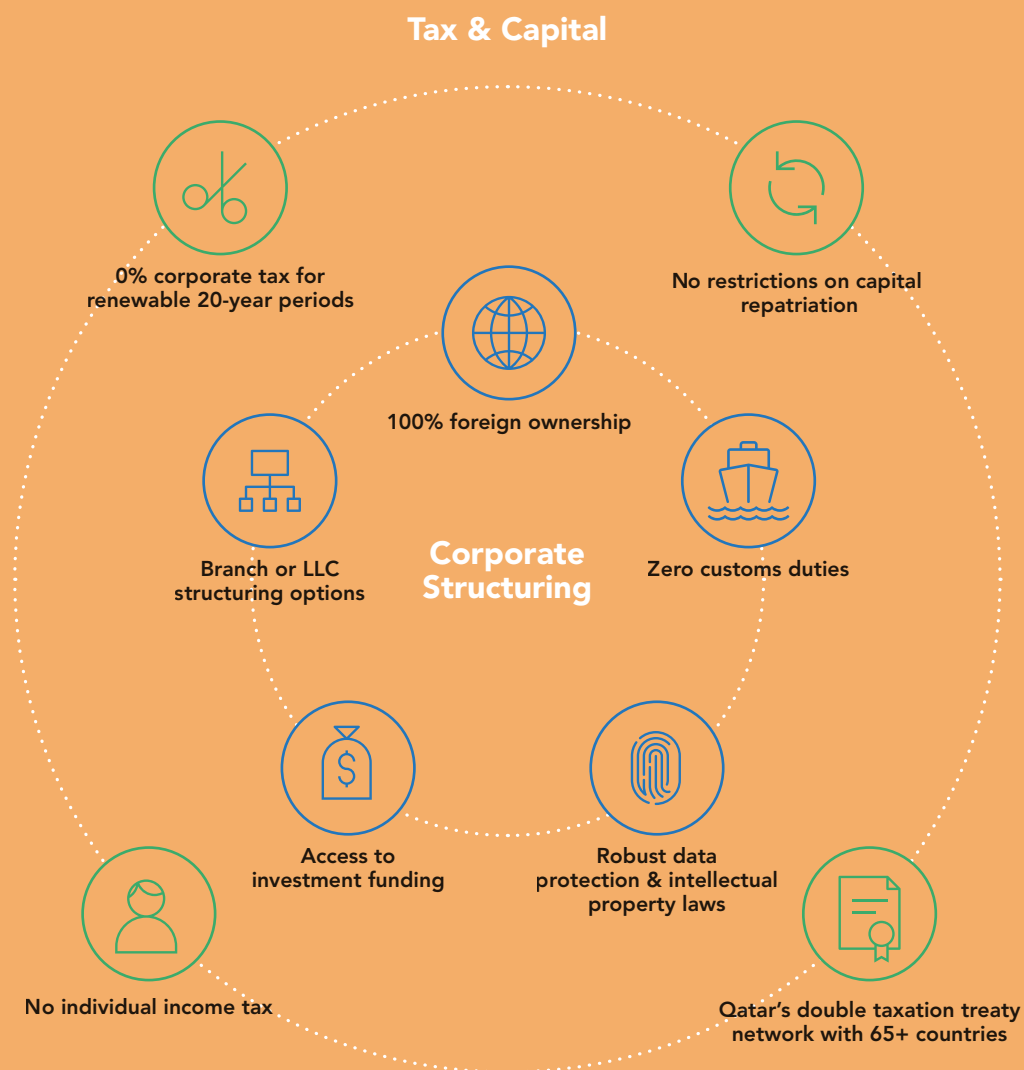 Tax & Capital
0% corporate tax for
renewable 20-year periods
No restrictions on capital
repatriation
100% foreign ownership
Branch or LLC
structuring options
Corporate
Structuring
Zero customs duties
$
Access to
investment funding
Robust data
protection & intellectual
property laws
No individual income tax
Qatar's double taxation treaty
network with 65+ countries